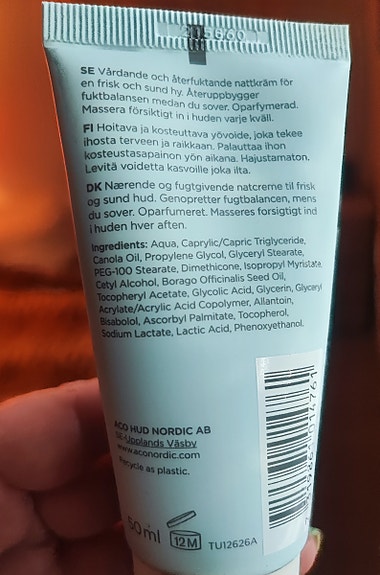 SE Vårdande och återfuktande nattkräm för
en frisk och sund hy. Återuppbygger
fuktbalansen medan du sover. Oparfymerad.
Massera försiktigt in i huden varje kväll.
FI Hoitava ja kosteuttava yövoide, joka tekee
ihosta terveen ja raikkaan. Palauttaa ihon
kosteustasapainon yön aikana. Hajustamaton.
Levitä voidetta kasvoille joka ilta.
DK Nærende og fugtgivende natcreme til frisk
og sund hud. Genopretter fugtbalancen, mens
du sover. Oparfumeret. Masseres forsigtigt ind
i huden hver aften.
Ingredients: Aqua, Caprylic/Capric Triglyceride,
Canola Oil, Propylene Glycol, Glyceryl Stearate,
PEG-100 Stearate, Dimethicone, Isopropyl Myristate,
Cetyl Alcohol, Borago Officinalis Seed Oil,
Tocopheryl Acetate, Glycolic Acid, Glycerin, Glyceryl
Acrylate/Acrylic Acid Copolymer, Allantoin,
Bisabolol, Ascorbyl Palmitate, Tocopherol,
Sodium Lactate, Lactic Acid, Phenoxyethanol.
ACO HUD NORDIC AB
SE-Upplands Väsby
www.aconordic.com
Recycle as plastic.
50 ml
12M
TU12626A